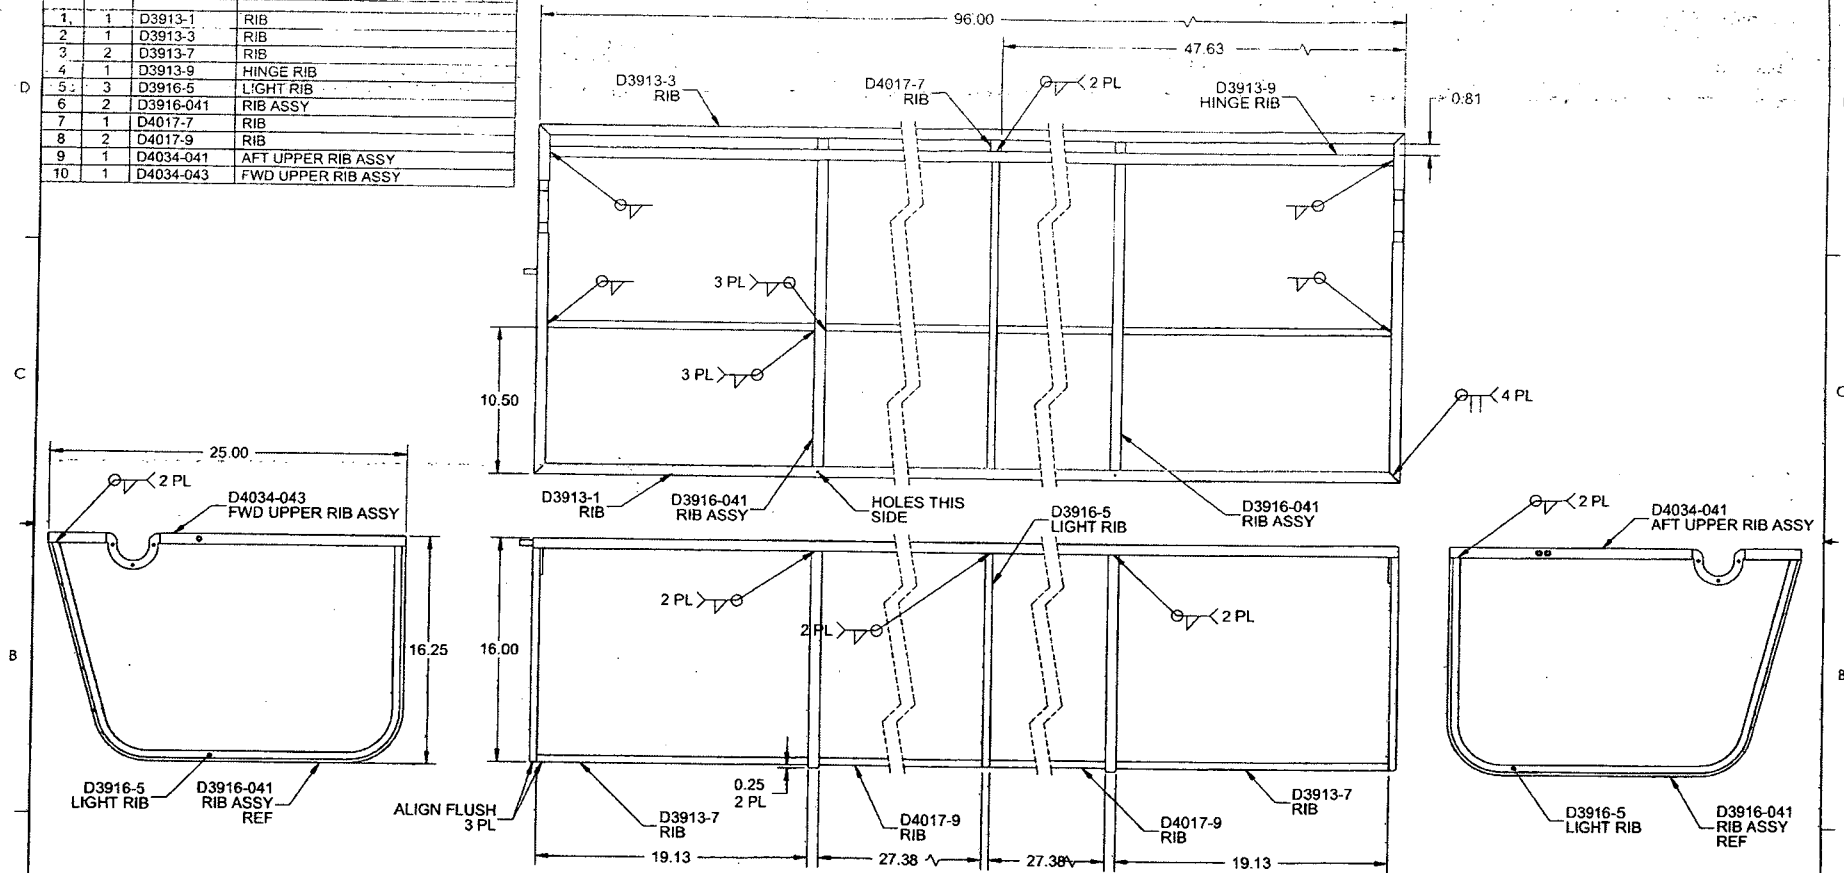 1 1 D3913-1 RIB
2 1 D3913-3 RIB
3 2 D3913-7 RIB
4 1 D3913-9 HINGE RIB
5 3 D3916-5 LIGHT RIB
6 2 D3916-041 RIB ASSY
7 1 D4017-7 RIB
8 2 D4017-9 RIB
9 1 D4034-041 AFT UPPER RIB ASSY
10 1 D4034-043 FWD UPPER RIB ASSY
D
96.00
47.63
D3913-3
RIB
D4017-7
RIB
2 PL
D3913-9
HINGE RIB
0.81
3 PL
3 PL
C
C
10.50
4 PL
25.00
2 PL
D4034-043
FWD UPPER RIB ASSY
D3913-1
RIB
D3916-041
RIB ASSY
HOLES THIS
SIDE
D3916-5
LIGHT RIB
D3916-041
RIB ASSY
2 PL
D4034-041
AFT UPPER RIB ASSY
2 PL
2 PL
2 PL
16.25
16.00
B
B
D3916-5
LIGHT RIB
D3916-041
RIB ASSY
REF
ALIGN FLUSH
3 PL
D3913-7
RIB
0.25
2 PL
D4017-9
RIB
D4017-9
RIB
D3913-7
RIB
D3916-5
LIGHT RIB
D3916-041
RIB ASSY
REF
19.13
27.38
27.38
19.13